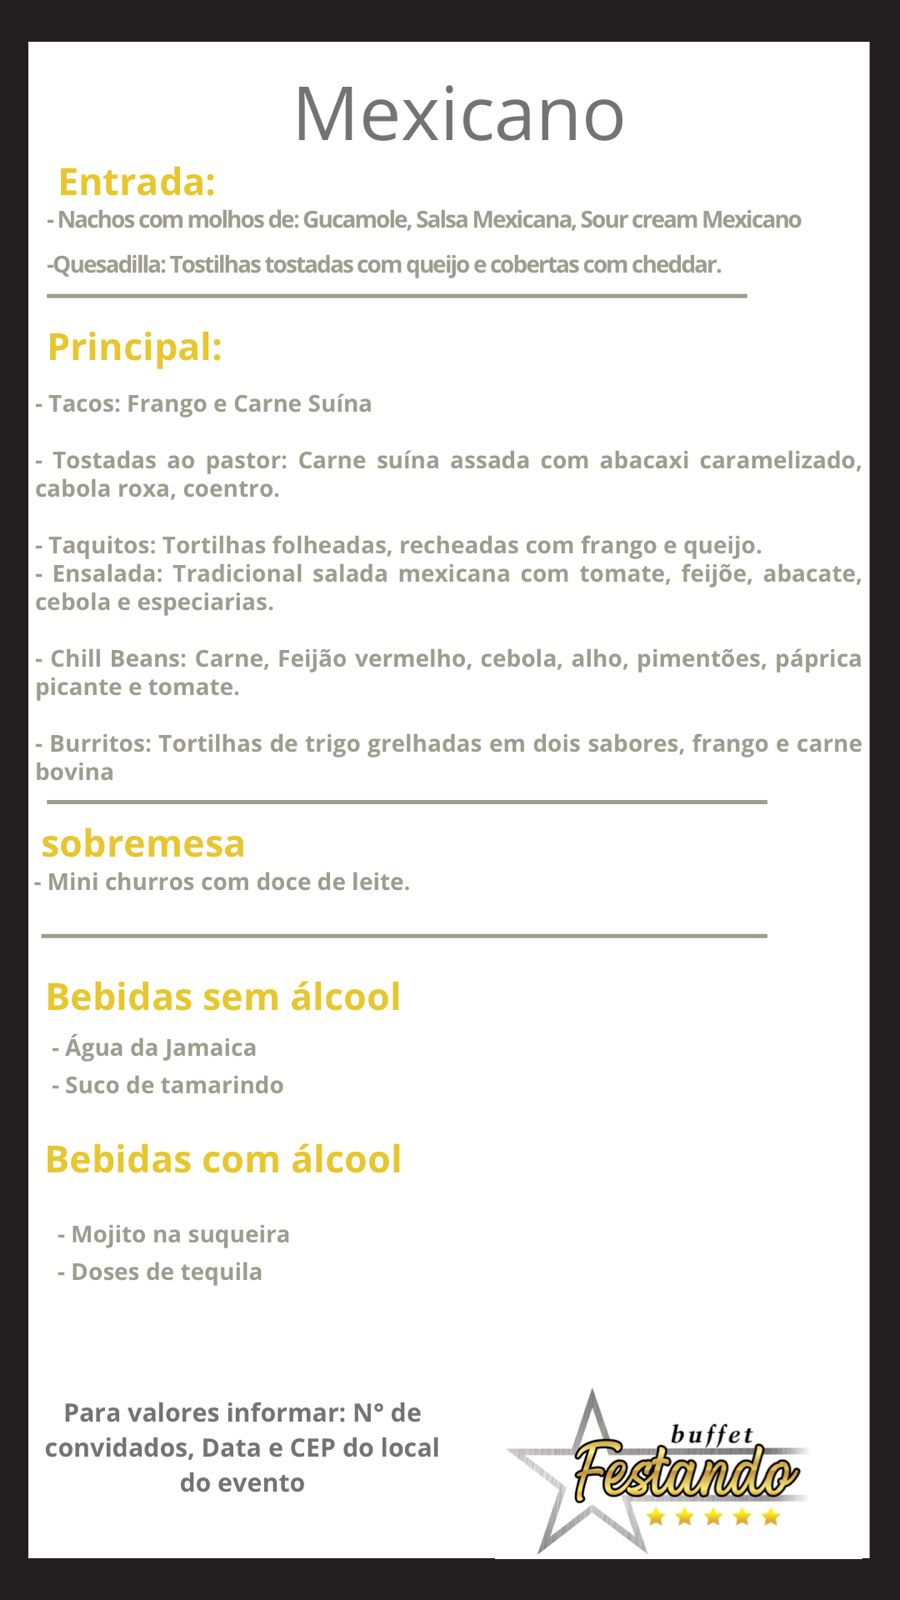 Mexicano
Entrada:
- Nachos com molhos de: Gucamole, Salsa Mexicana, Sour cream Mexicano
-Quesadilla: Tostilhas tostadas com queijo e cobertas com cheddar.
Principal:
- Tacos: Frango e Carne Suína
- Tostadas ao pastor: Carne suína assada com abacaxi caramelizado,
cabola roxa, coentro.
- Taquitos: Tortilhas folheadas, recheadas com frango e queijo.
- Ensalada: Tradicional salada mexicana com tomate, feijõe, abacate,
cebola e especiarias.
- Chill Beans: Carne, Feijão vermelho, cebola, alho, pimentões, páprica
picante e tomate.
- Burritos: Tortilhas de trigo grelhadas em dois sabores, frango e carne
bovina
sobremesa
- Mini churros com doce de leite.
Bebidas sem álcool
- Água da Jamaica
- Suco de tamarindo
Bebidas com álcool
- Mojito na suqueira
- Doses de tequila
Para valores informar: N° de
convidados, Data e CEP do local
do evento
buffet
Festando